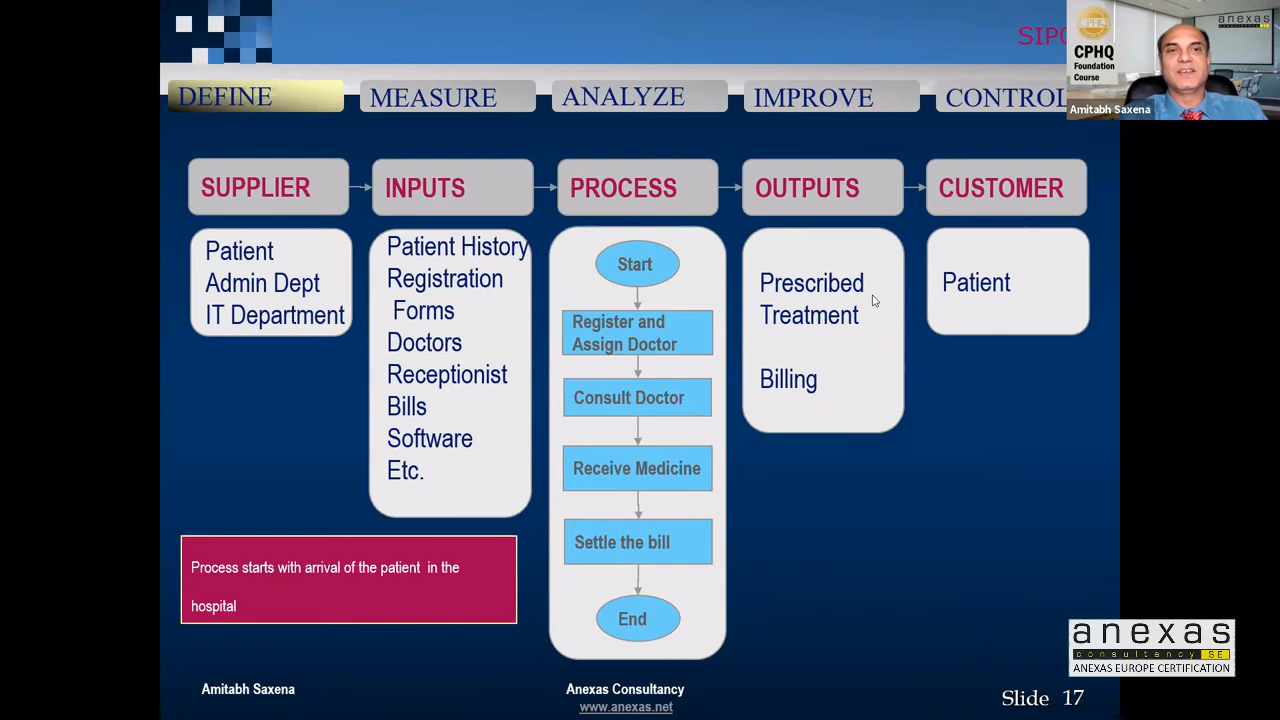 SIPO
CPHQ
CPHQ
Foundation
Course
anexas
Amitabh Saxena
DEFINE
MEASURE
ANALYZE
IMPROVE
CONTROL
SUPPLIER
INPUTS
PROCESS
OUTPUTS
CUSTOMER
Patient
Admin Dept
IT Department
Patient History
Registration
Forms
Doctors
Receptionist
Bills
Software
Etc.
Start
Register and
Assign Doctor
Consult Doctor
Receive Medicine
Settle the bill
End
Prescribed
Treatment
Billing
Patient
Process starts with arrival of the patient in the
hospital
anexas
consultancy SE
ANEXAS EUROPE CERTIFICATION
Amitabh Saxena
Anexas Consultancy
www.anexas.net
Slide 17